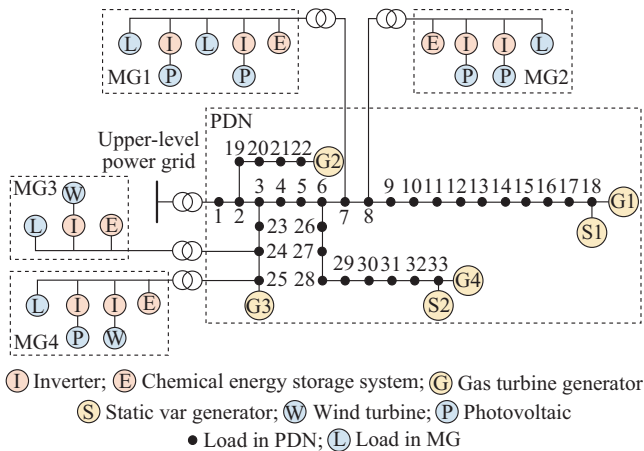 L I L I E
P P
MG1
E I I L
P P
MG2
PDN
Upper-level
power grid
19 20 21 22
G2
3 4 5 6
1 2 7 8 9 10 11 12 13 14 15 16 17 18
G1
S1
MG3
W
L I E
23 26
24 27
25 28 29 30 31 32 33
G3
G4
S2
MG4
L I I E
P W
I Inverter; E Chemical energy storage system; G Gas turbine generator
S Static var generator; W Wind turbine; P Photovoltaic
Load in PDN; L Load in MG